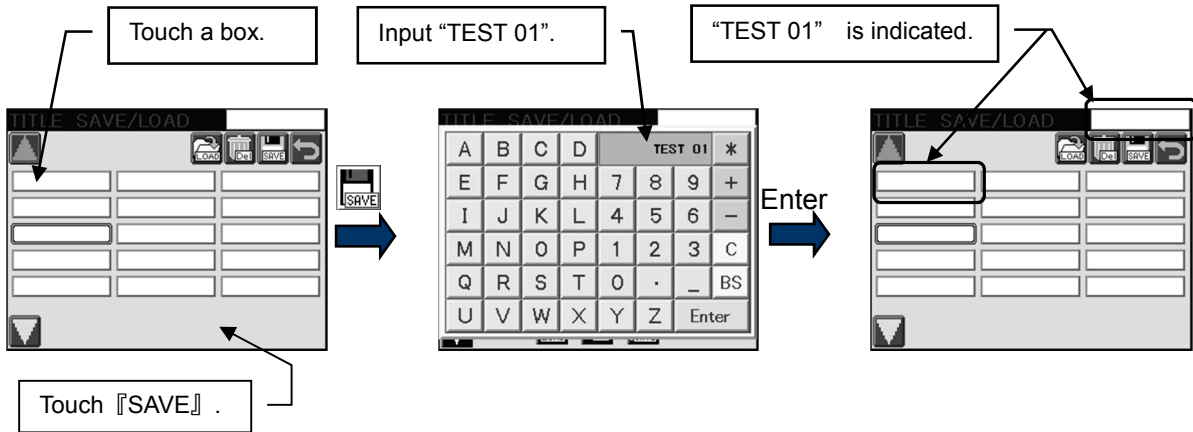 Touch a box.
Input “TEST 01”.
“TEST 01” is indicated.
TITLE SAVE/LOAD
LOAD Del SAVE
SAVE
TITLE SAVE/LOAD
A B C D TEST 01 *
E F G H 7 8 9 +
I J K L 4 5 6 −
M N O P 1 2 3 C
Q R S T 0 . _ BS
U V W X Y Z Enter
Enter
TITLE SAVE/LOAD
LOAD Del SAVE
Touch『SAVE』.